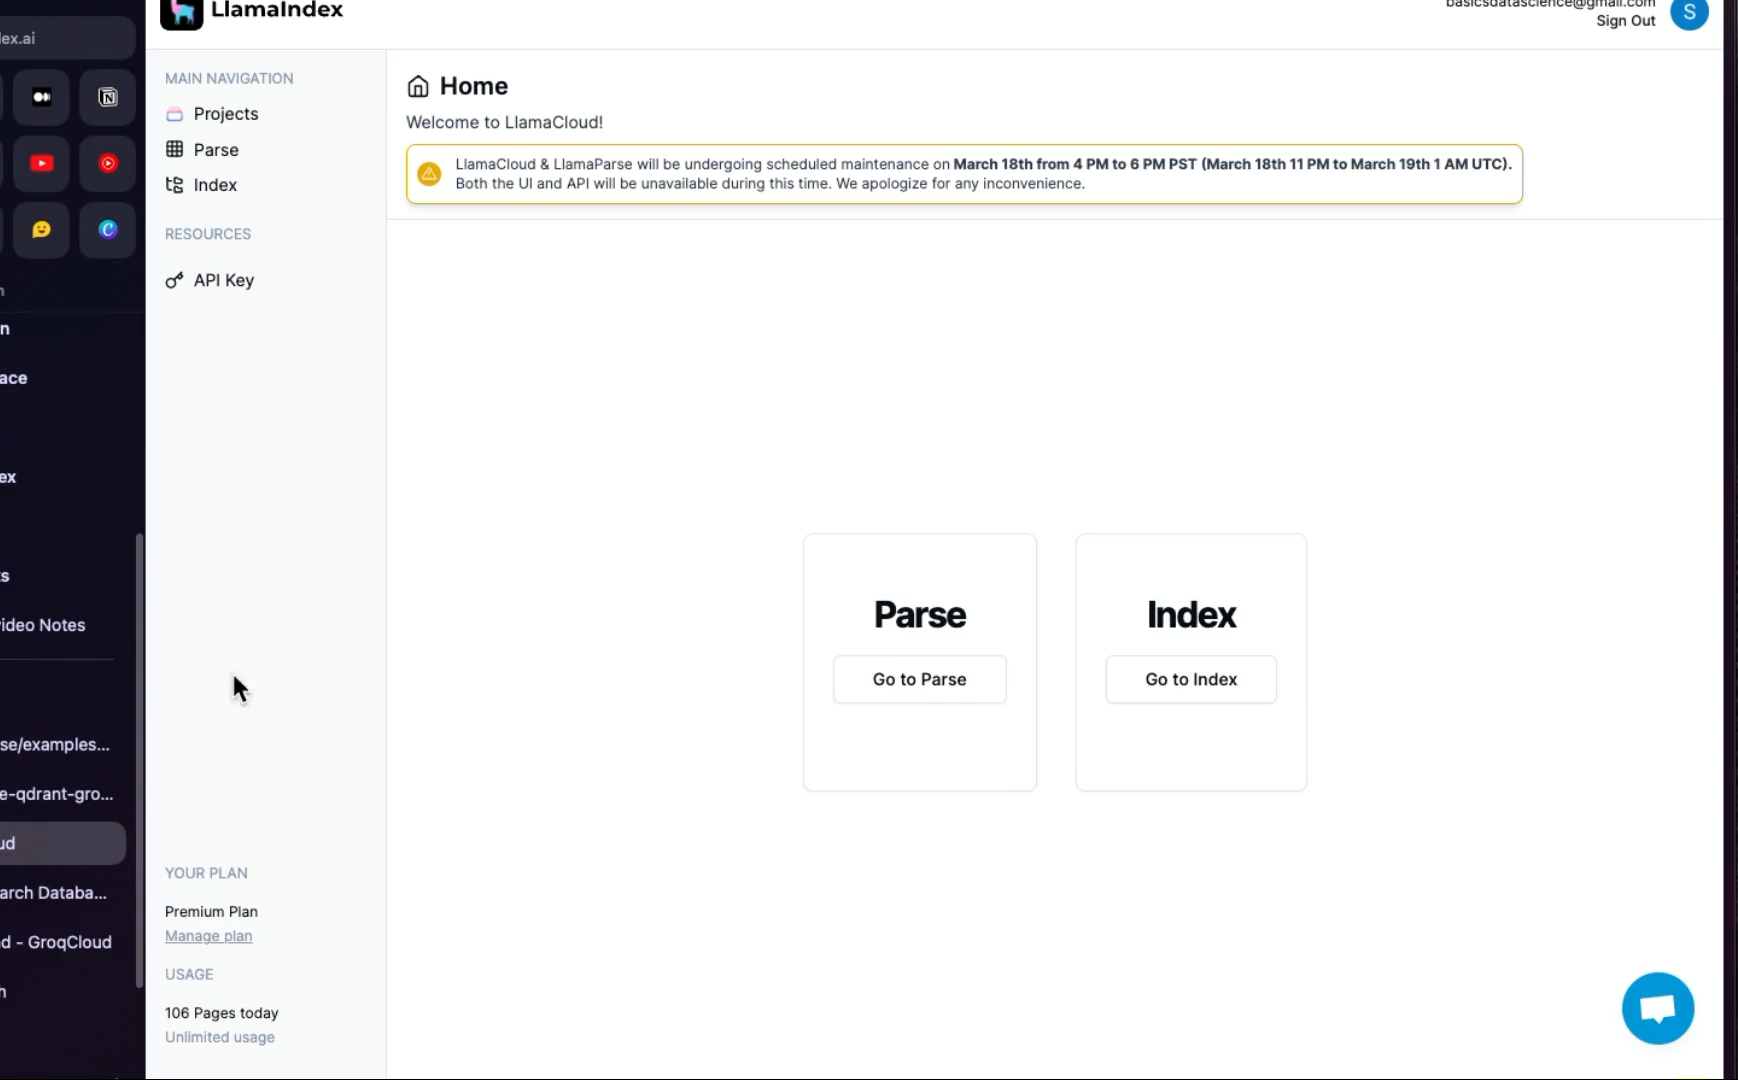 LlamaIndex
basicsdatascience@gmail.com
Sign Out
S
ex.ai
n
ace
ex
s
ideo Notes
se/examples...
e-qdrant-gro...
ud
arch Databa...
d - GroqCloud
h
MAIN NAVIGATION
Projects
Parse
Index
RESOURCES
API Key
YOUR PLAN
Premium Plan
Manage plan
USAGE
106 Pages today
Unlimited usage
Home
Welcome to LlamaCloud!
LlamaCloud & LlamaParse will be undergoing scheduled maintenance on March 18th from 4 PM to 6 PM PST (March 18th 11 PM to March 19th 1 AM UTC).
Both the UI and API will be unavailable during this time. We apologize for any inconvenience.
Parse
Go to Parse
Index
Go to Index